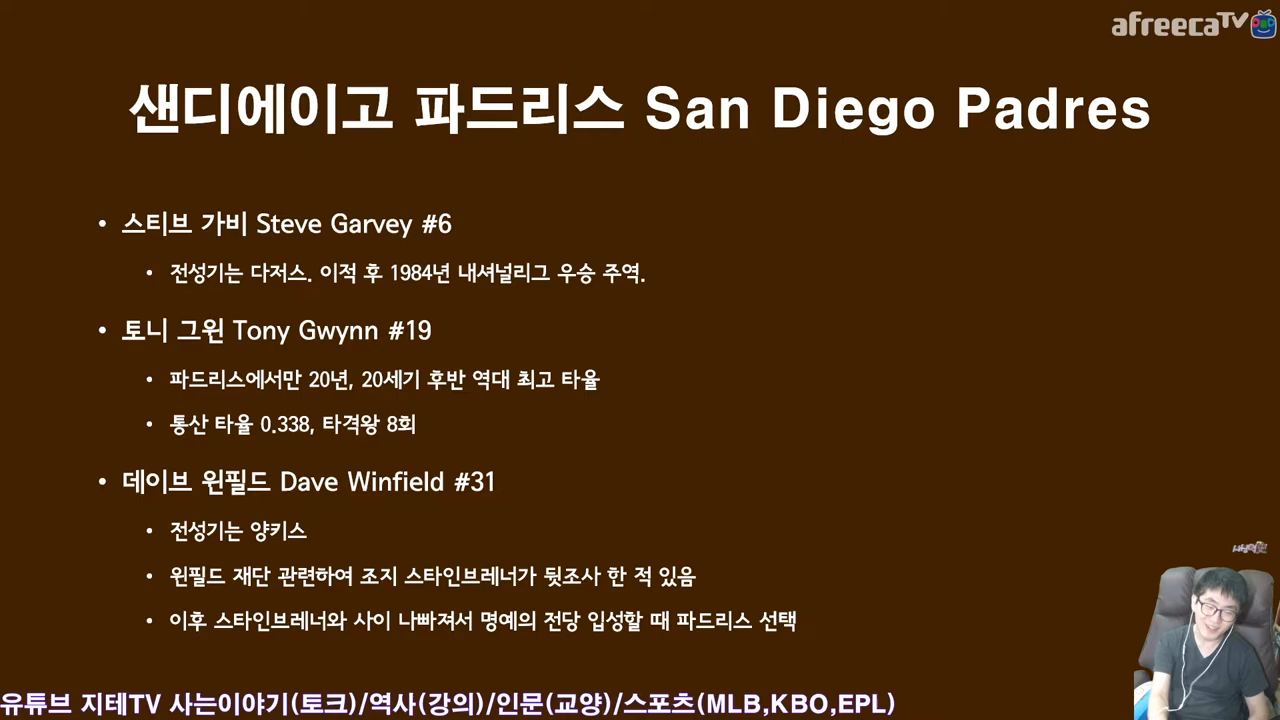 afreecaTV
샌디에이고 파드리스 San Diego Padres
• 스티브 가비 Steve Garvey #6
• 전성기는 다저스. 이적 후 1984년 내셔널리그 우승 주역.
• 토니 그윈 Tony Gwynn #19
• 파드리스에서만 20년, 20세기 후반 역대 최고 타율
• 통산 타율 0.338, 타격왕 8회
• 데이브 윈필드 Dave Winfield #31
• 전성기는 양키스
• 윈필드 재단 관련하여 조지 스타인브레너가 뒷조사 한 적 있음
• 이후 스타인브레너와 사이 나빠져서 명예의 전당 입성할 때 파드리스 선택
유튜브 지테TV 사는이야기(토크)/역사(강의)/인문(교양)/스포츠(MLB,KBO,EPL)